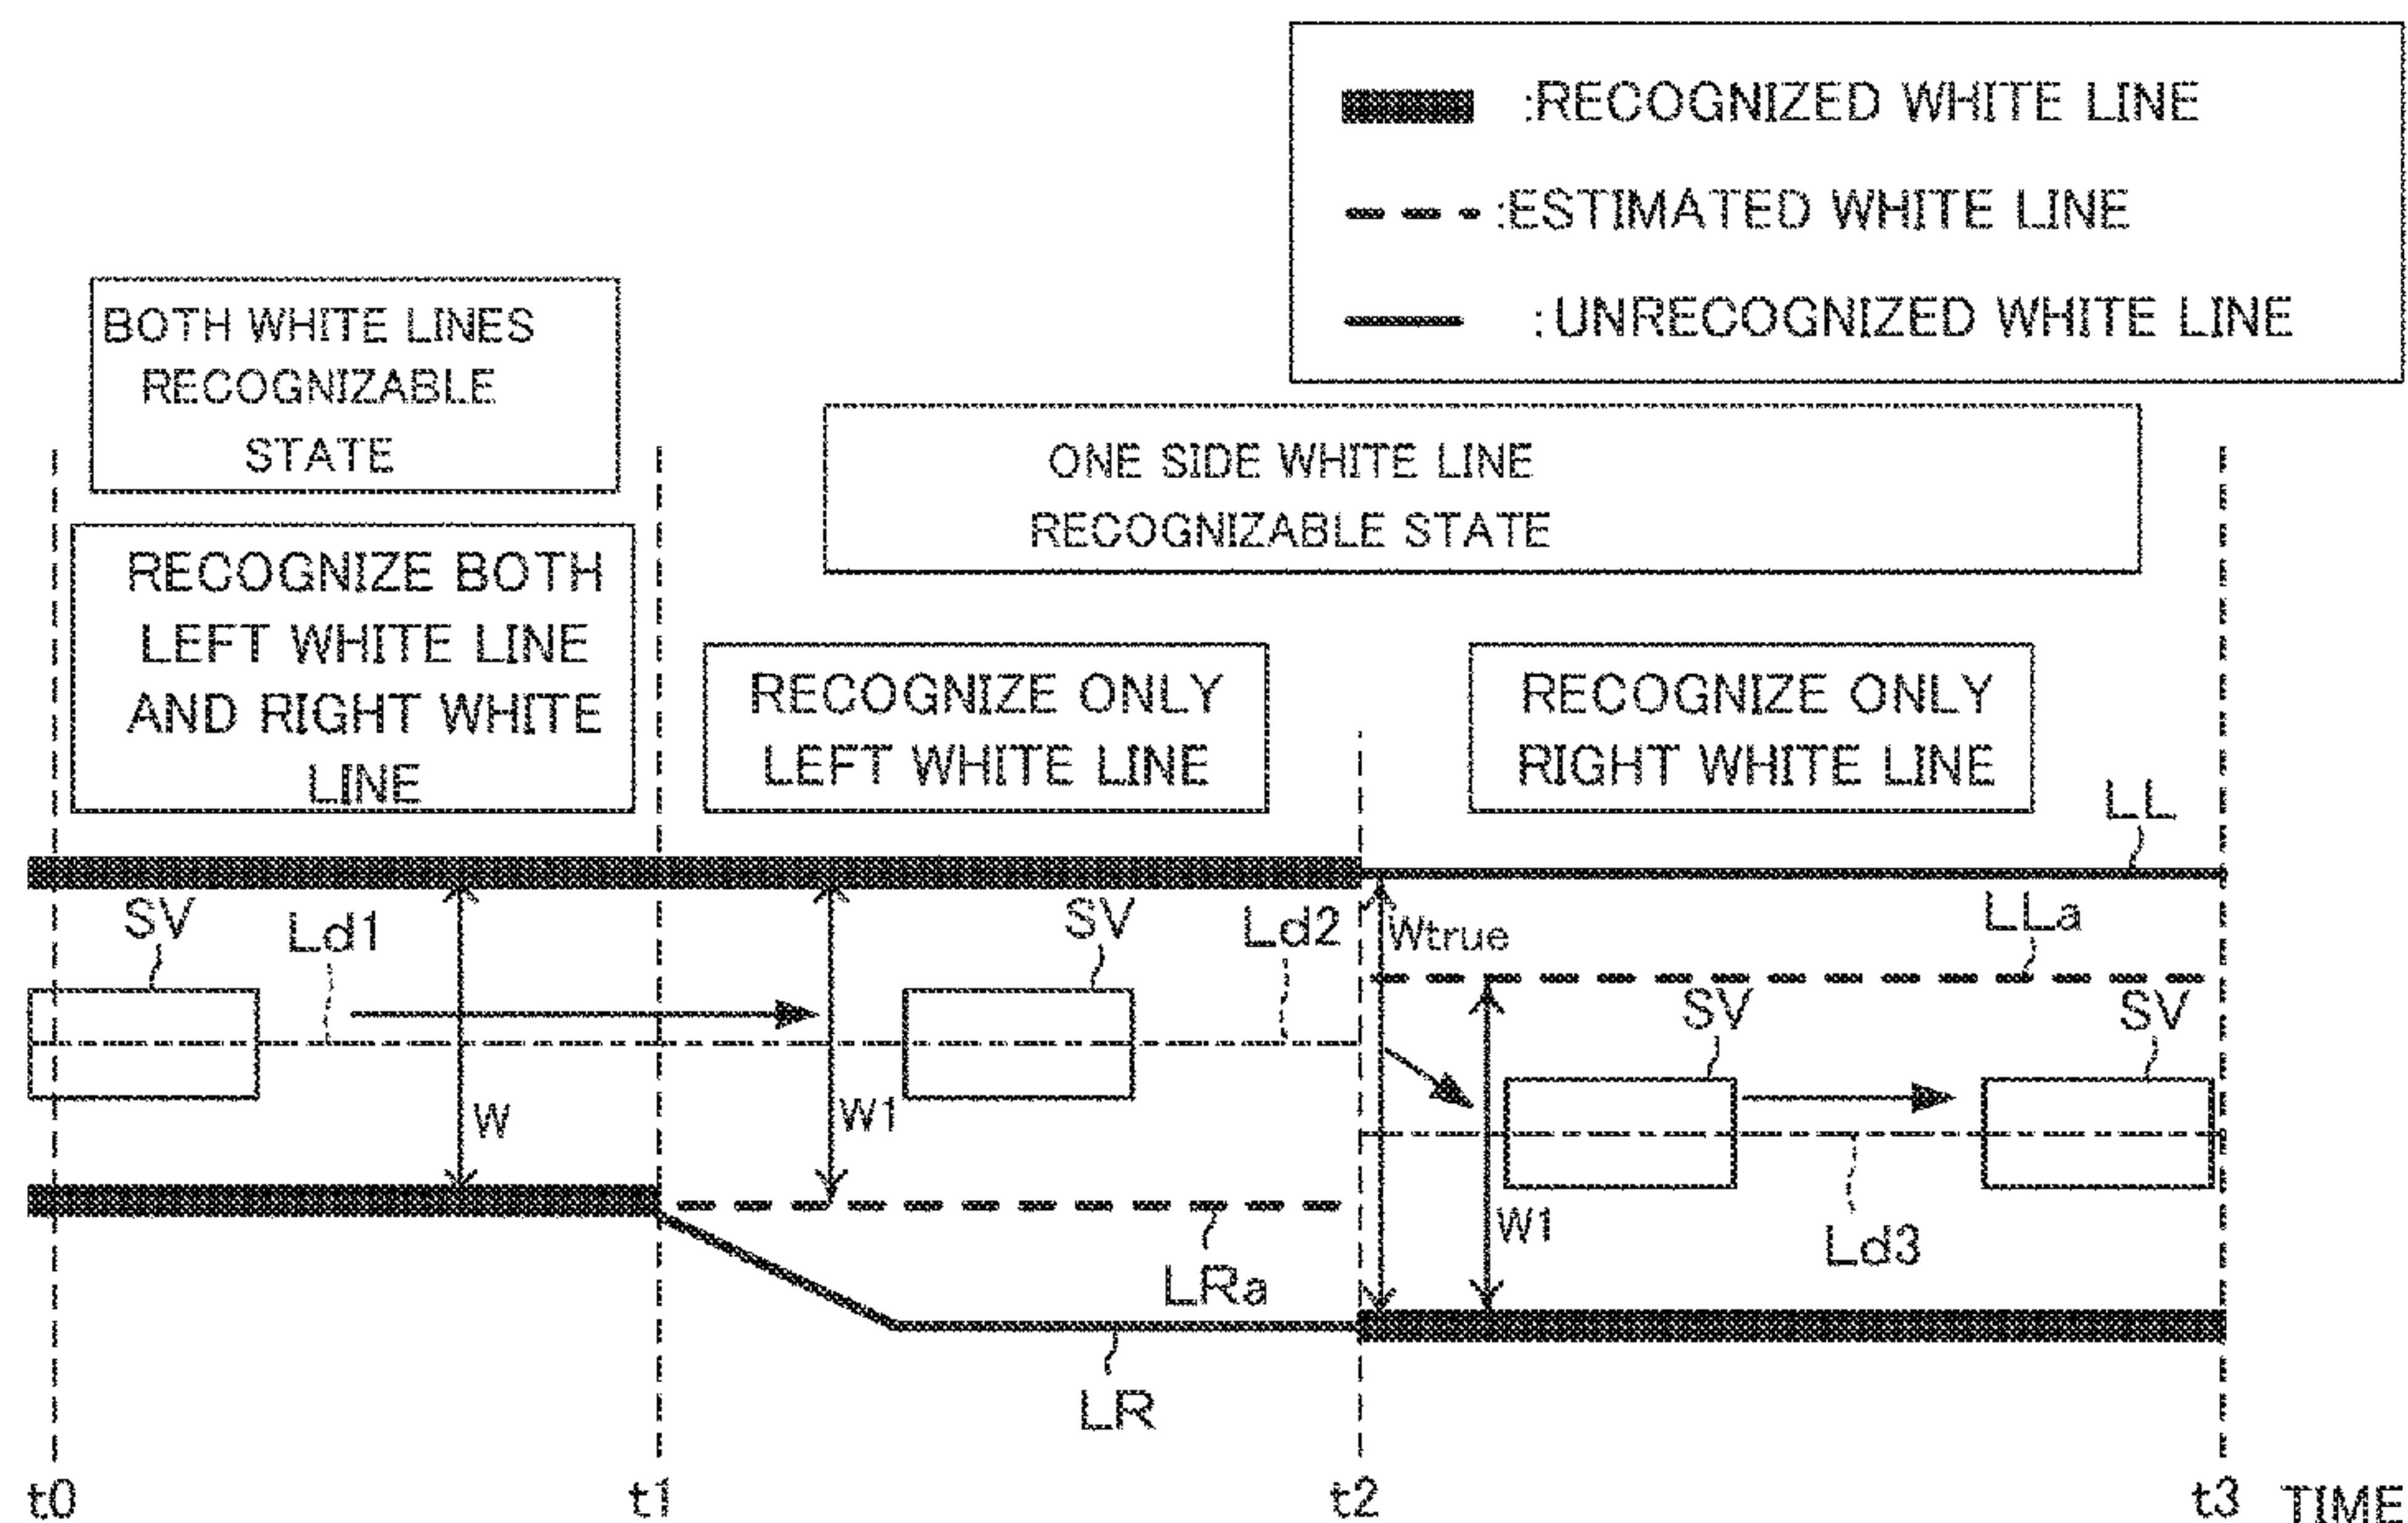 :RECOGNIZED WHITE LINE
:ESTIMATED WHITE LINE
:UNRECOGNIZED WHITE LINE
BOTH WHITE LINES
RECOGNIZABLE
STATE
ONE SIDE WHITE LINE
RECOGNIZABLE STATE
RECOGNIZE BOTH
LEFT WHITE LINE
AND RIGHT WHITE
LINE
RECOGNIZE ONLY
LEFT WHITE LINE
RECOGNIZE ONLY
RIGHT WHITE LINE
LL
SV
Ld1
SV
Ld2
Wtrue
LLa
SV
SV
W
W1
W1
Ld3
LRa
LR
t0
t1
t2
t3
TIME